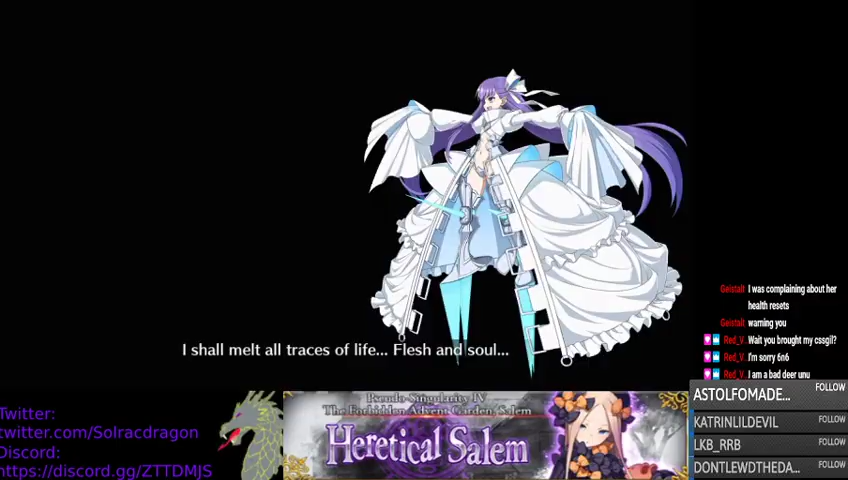 I shall melt all traces of life... Flesh and soul...
Geistalt I was complaining about her
health resets
Geistalt warning you
Red_V. Wait you brought my cssgil?
Red_V. I'm sorry 6n6
Red_V. I am a bad deer unu
Twitter:
twitter.com/Solracdragon
Discord:
https://discord.gg/ZTTDMJS
Pseudo Singularity IV
The Forbidden Advent Garden, Salem
Heretical Salem
ASTOLFOMADE... FOLLOW
KATRINLILDEVIL FOLLOW
LKB_RRB FOLLOW
DONTLEWDTHEDA... FOLLOW